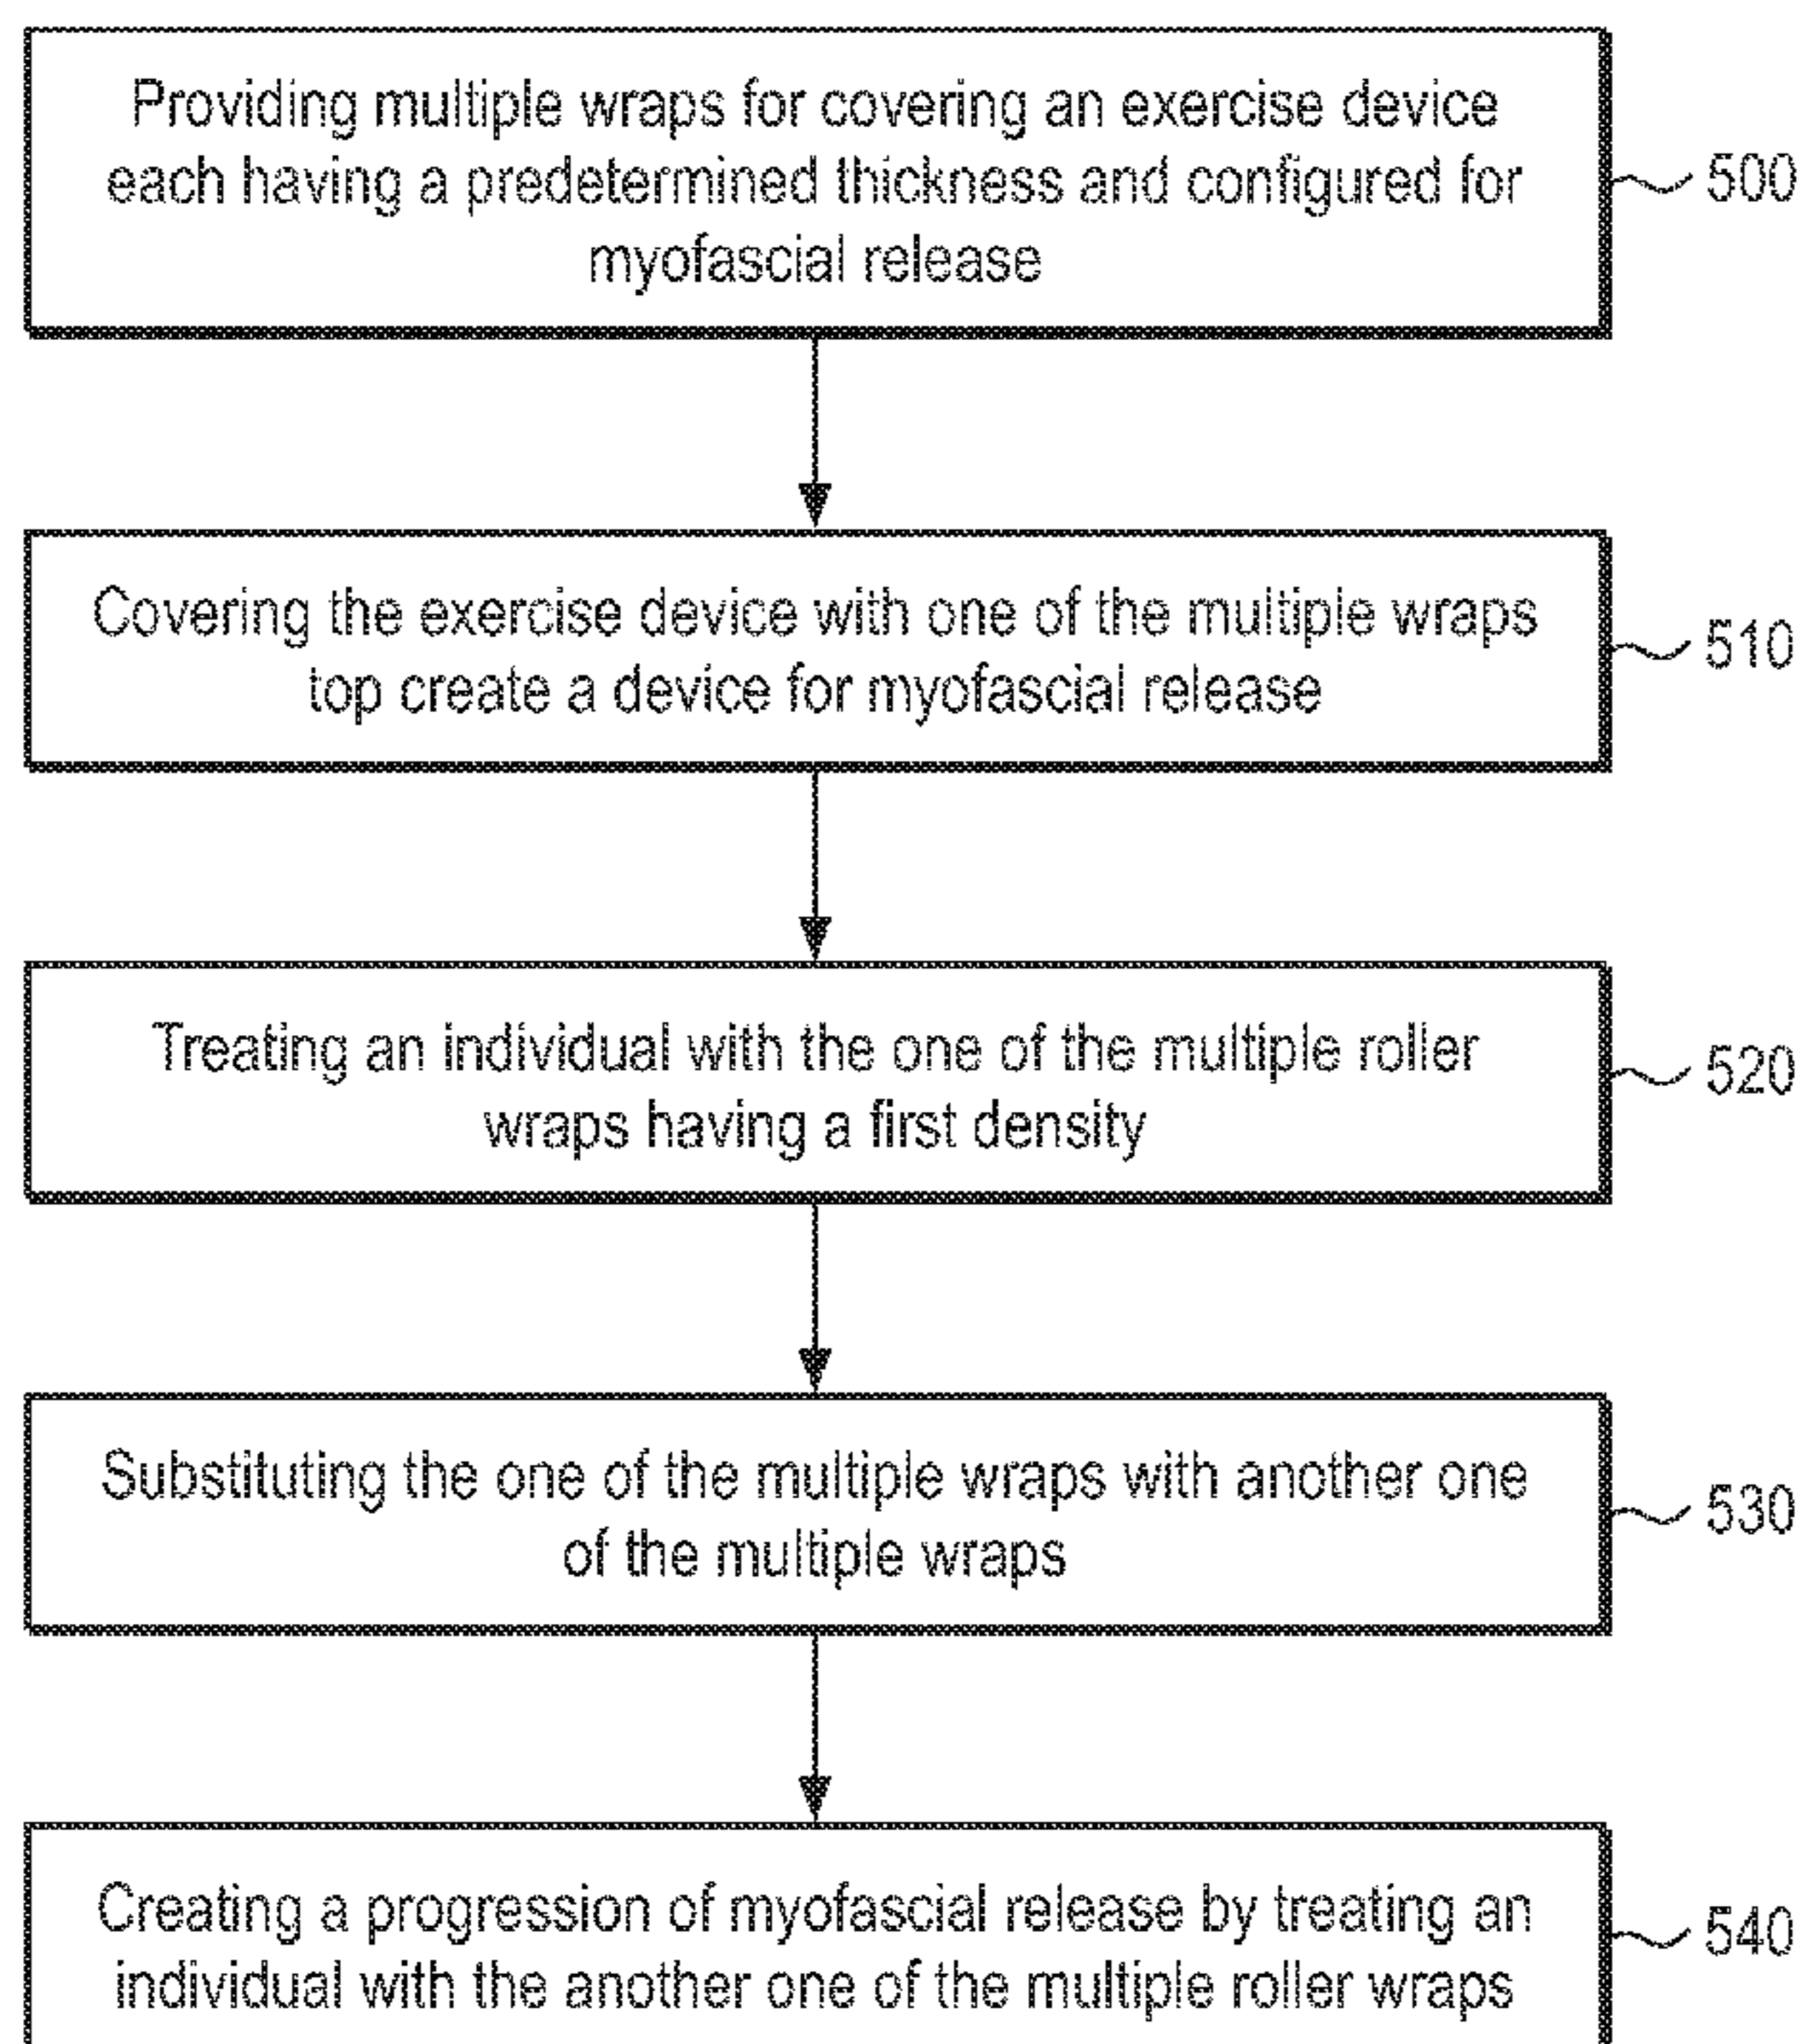 Providing multiple wraps for covering an exercise device
each having a predetermined thickness and configured for
myofascial release
500
Covering the exercise device with one of the multiple wraps
top create a device for myofascial release
510
Treating an individual with the one of the multiple roller
wraps having a first density
520
Substituting the one of the multiple wraps with another one
of the multiple wraps
530
Creating a progression of myofascial release by treating an
individual with the another one of the multiple roller wraps
540